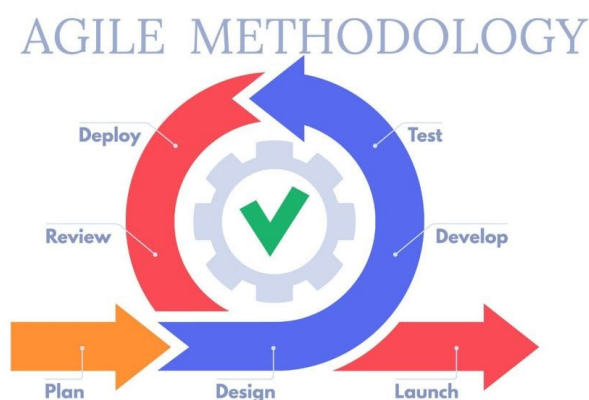 AGILE METHODOLOGY
Deploy
Test
Review
Develop
Plan
Design
Launch